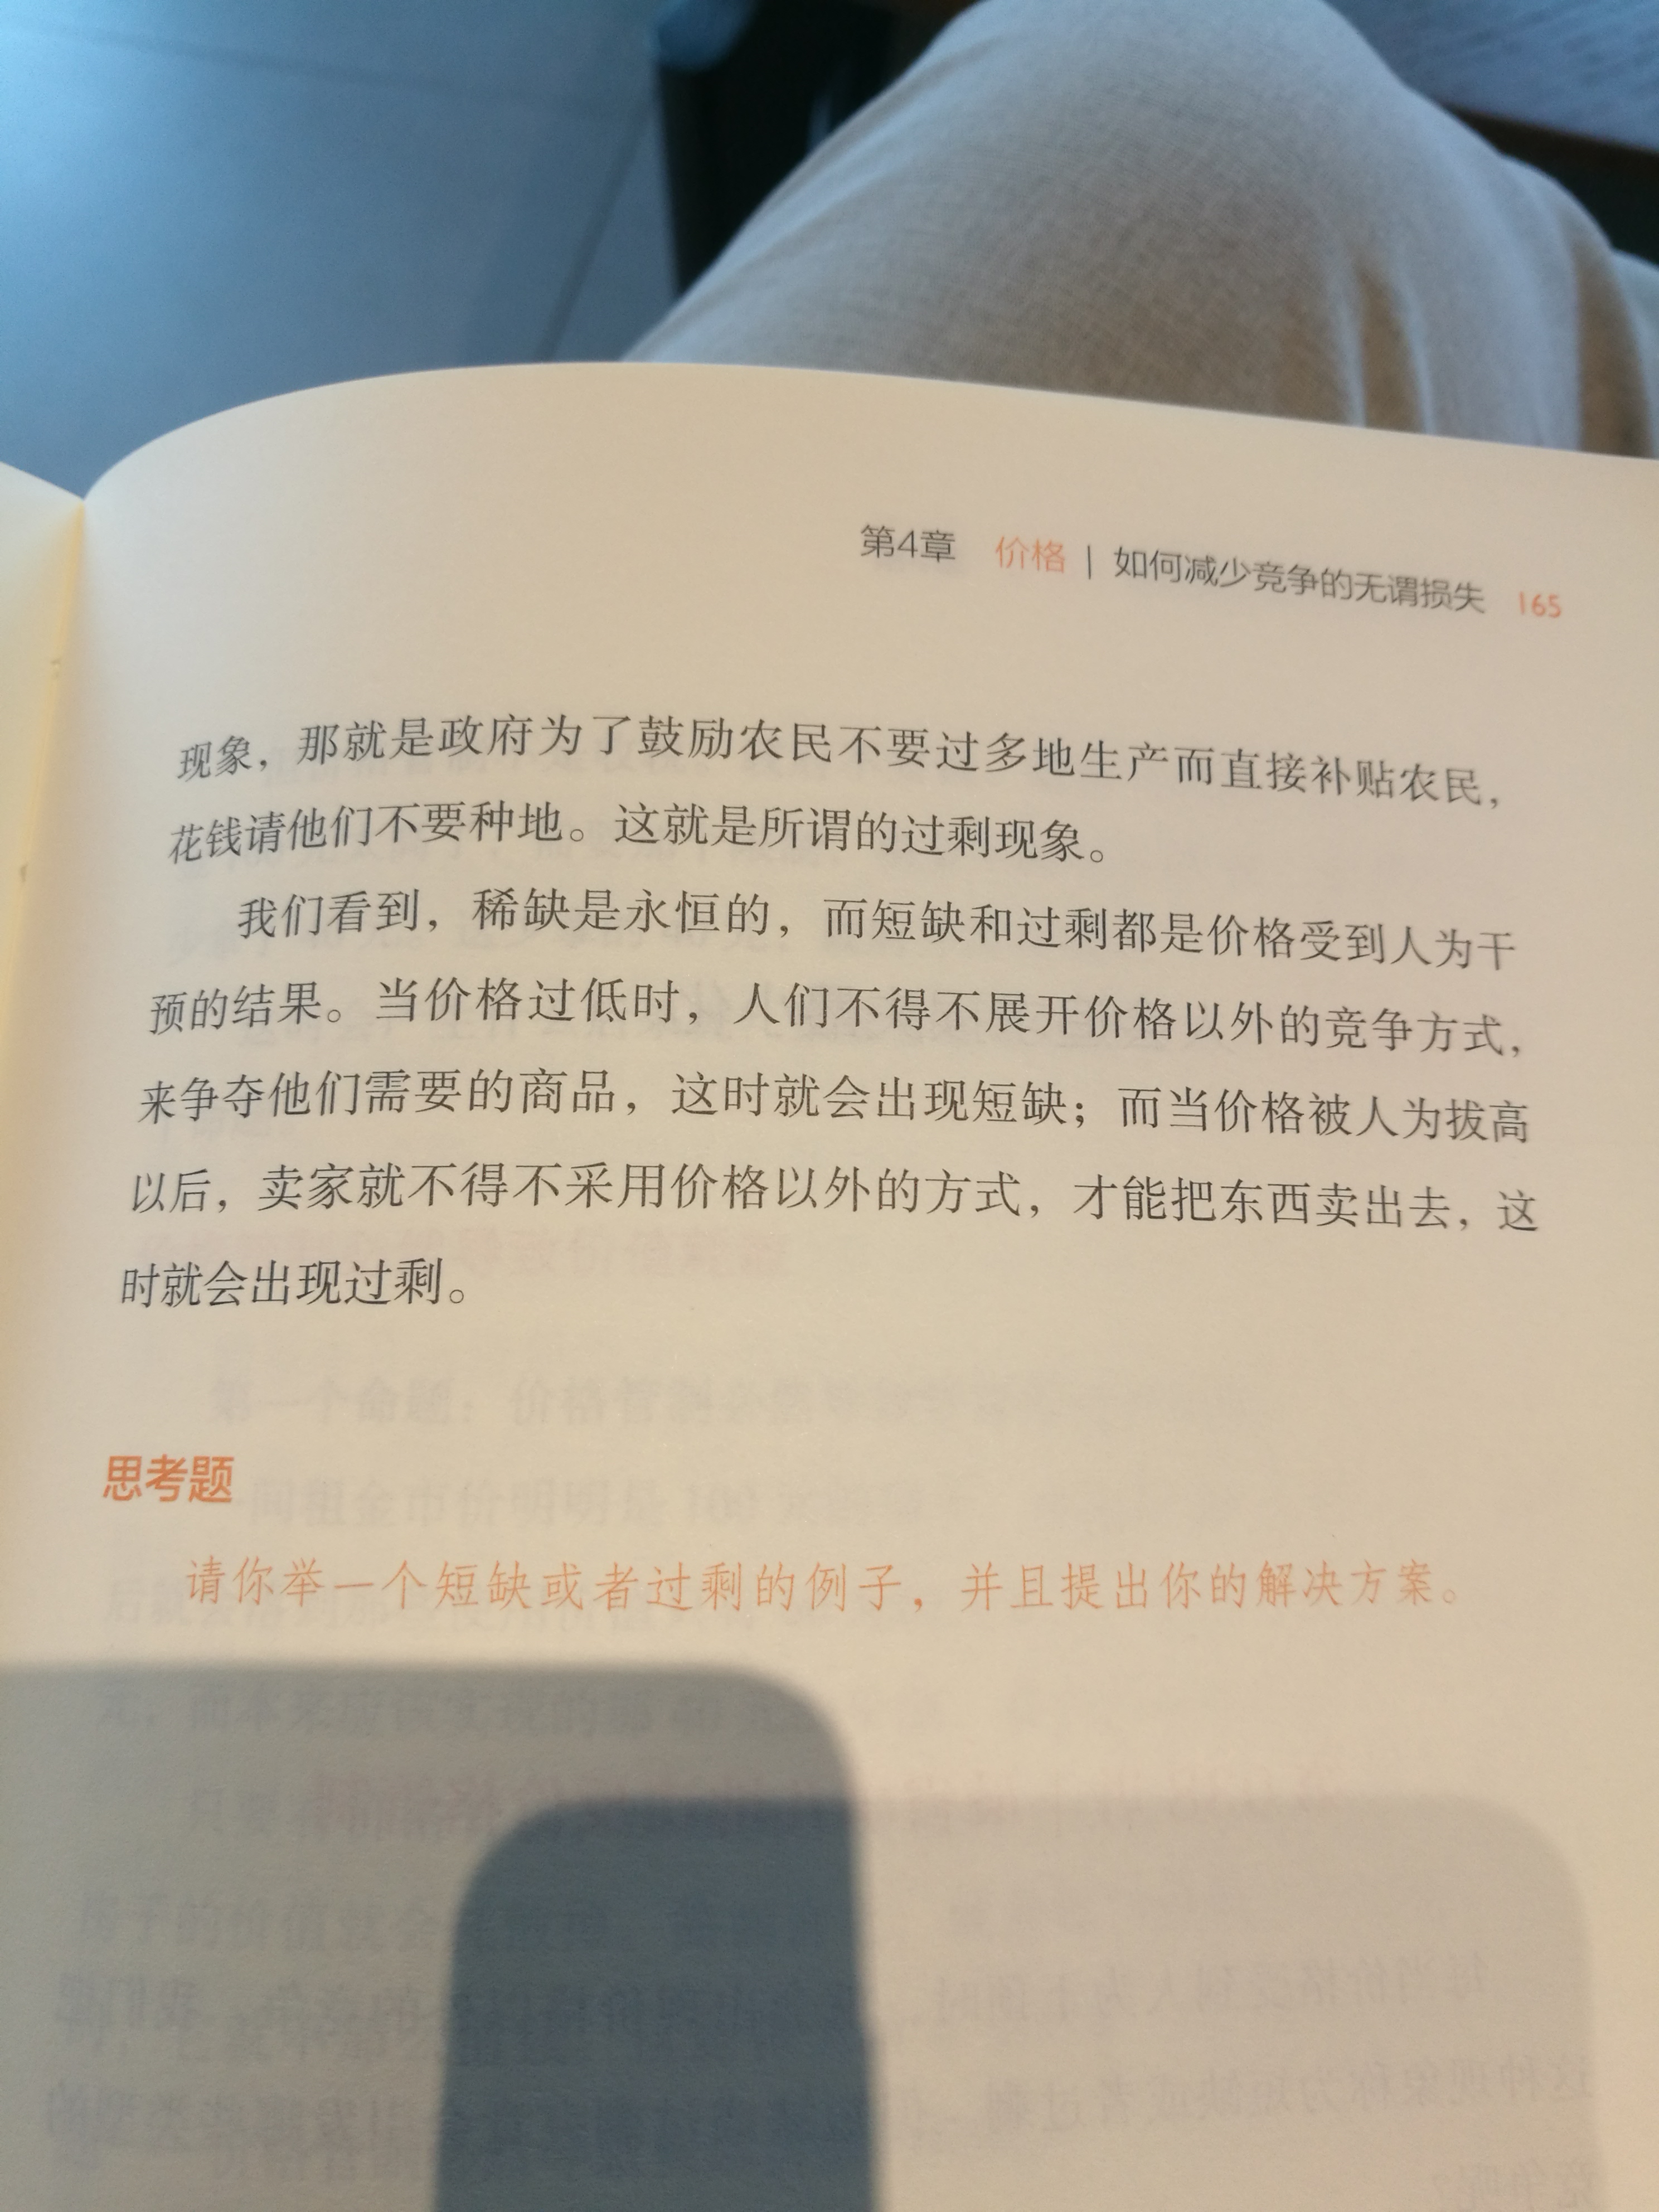 第4章 价格 | 如何减少竞争的无谓损失 165
现象，那就是政府为了鼓励农民不要过多地生产而直接补贴农民，
花钱请他们不要种地。这就是所谓的过剩现象。
我们看到，稀缺是永恒的，而短缺和过剩都是价格受到人为干
预的结果。当价格过低时，人们不得不展开价格以外的竞争方式，
来争夺他们需要的商品，这时就会出现短缺；而当价格被人为拔高
以后，卖家就不得不采用价格以外的方式，才能把东西卖出去，这
时就会出现过剩。
思考题
请你举一个短缺或者过剩的例子，并且提出你的解决方案。